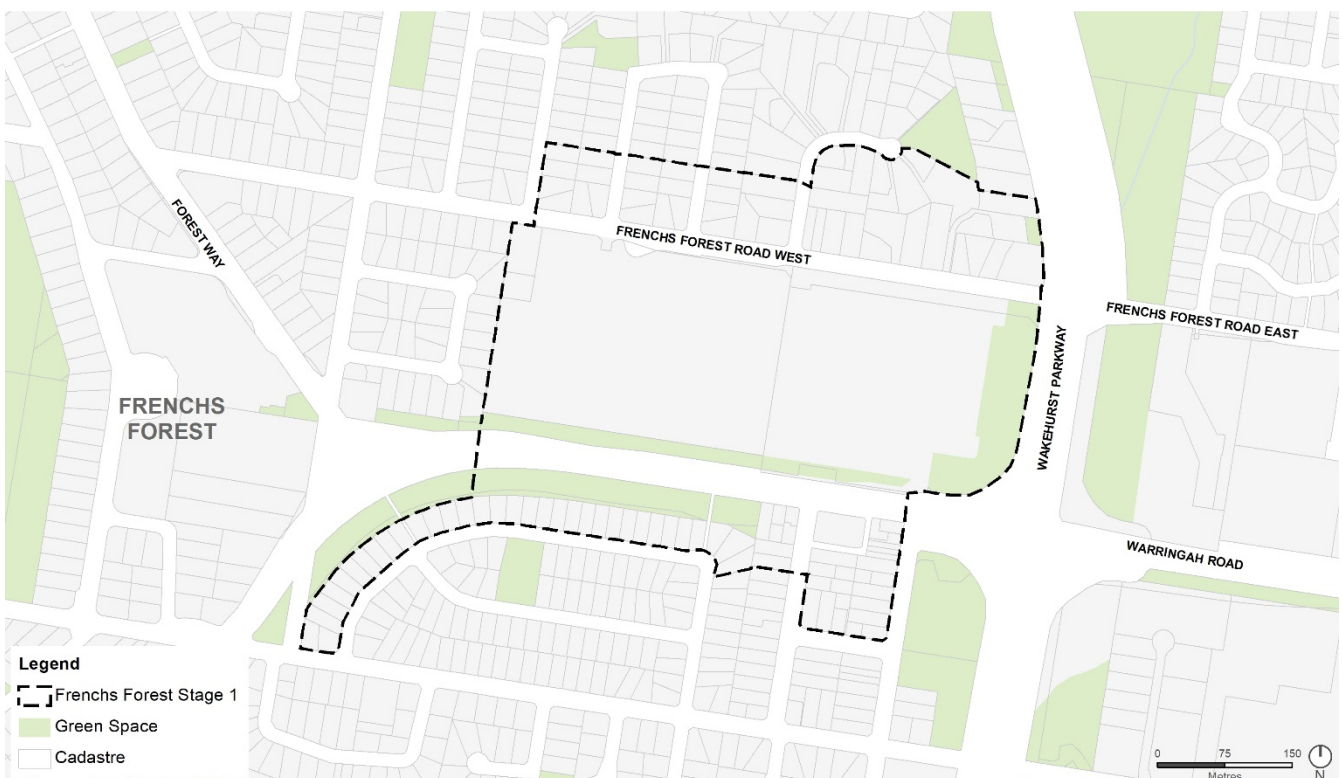 FOREST WAY
FRENCHS FOREST ROAD WEST
FRENCHS FOREST ROAD EAST
WAKEHURST PARKWAY
FRENCHS
FOREST
WARRINGAH ROAD
Legend
Frenchs Forest Stage 1
Green Space
Cadastre
0 75 150
Metres
N